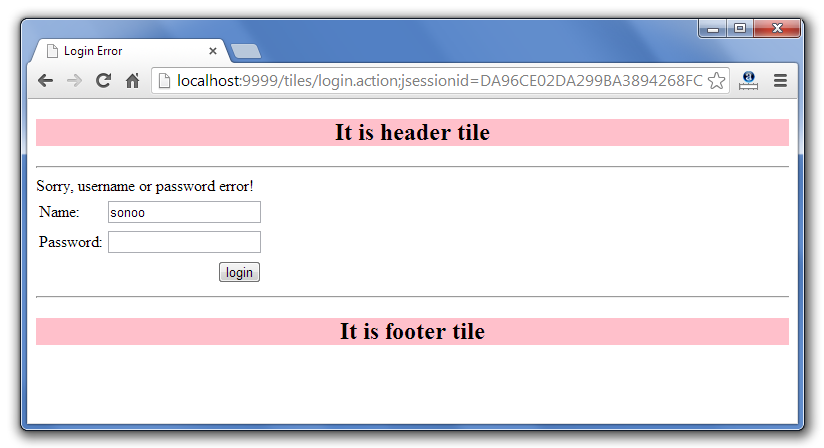 Login Error
localhost:9999/tiles/login.action;jsessionid=DA96CE02DA299BA3894268FC
It is header tile
Sorry, username or password error!
Name: sonoo
Password:
login
It is footer tile